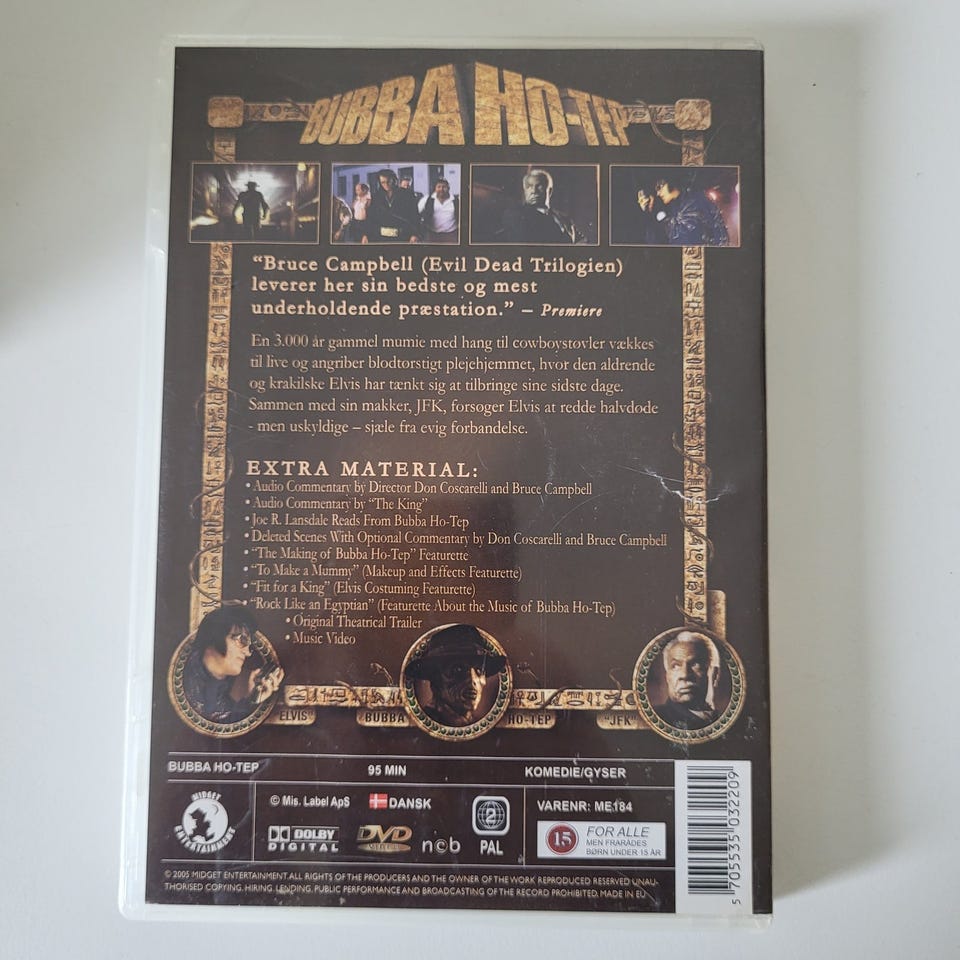 BUBBA HO-TEP
“Bruce Campbell (Evil Dead Trilogien)
leverer her sin bedste og mest
underholdende præstation.” – Premiere
En 3.000 år gammel mumie med hang til cowboystøvler vækkes
til live og angriber blodtørstigt plejehjemmet, hvor den aldrende
og krakilske Elvis har tænkt sig at tilbringe sine sidste dage.
Sammen med sin makker, JFK, forsøger Elvis at redde halvdøde
- men uskyldige – sjæle fra evig forbandelse.
EXTRA MATERIAL:
• Audio Commentary by Director Don Coscarelli and Bruce Campbell
• Audio Commentary by “The King”
• Joe R. Lansdale Reads From Bubba Ho-Tep
• Deleted Scenes With Optional Commentary by Don Coscarelli and Bruce Campbell
• “The Making of Bubba Ho-Tep” Featurette
• “To Make a Mummy” (Makeup and Effects Featurette)
• “Fit for a King” (Elvis Costuming Featurette)
• “Rock Like an Egyptian” (Featurette About the Music of Bubba Ho-Tep)
• Original Theatrical Trailer
• Music Video
ELVIS” BUBBA HO-TEP “JFK”
BUBBA HO-TEP 95 MIN KOMEDIE/GYSER
MIDGET ENTERTAINMENT
© Mis. Label ApS DANSK
DOLBY DIGITAL DVD VIDEO ncb 2 PAL
VARENR: ME184
15 FOR ALLE
MEN FRARÅDES
BØRN UNDER 15 ÅR
5 705535 032209
© 2005 MIDGET ENTERTAINMENT. ALL RIGHTS OF THE PRODUCERS AND THE OWNER OF THE WORK REPRODUCED RESERVED UNAU-
THORISED COPYING, HIRING, LENDING, PUBLIC PERFORMANCE AND BROADCASTING OF THE RECORD PROHIBITED. MADE IN EU